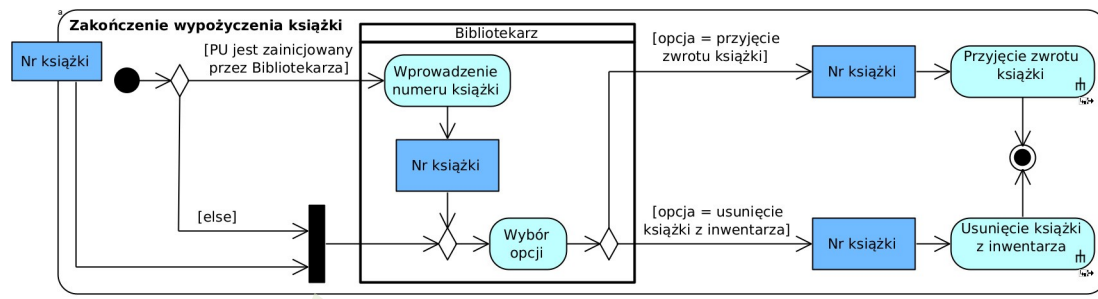 a
Zakończenie wypożyczenia książki
Nr książki
[PU jest zainicjowany
przez Bibliotekarza]
[else]
Bibliotekarz
Wprowadzenie
numeru książki
Nr książki
Wybór
opcji
[opcja = przyjęcie
zwrotu książki]
Nr książki
Przyjęcie zwrotu
książki
[opcja = usunięcie
książki z inwentarza]
Nr książki
Usunięcie książki
z inwentarza